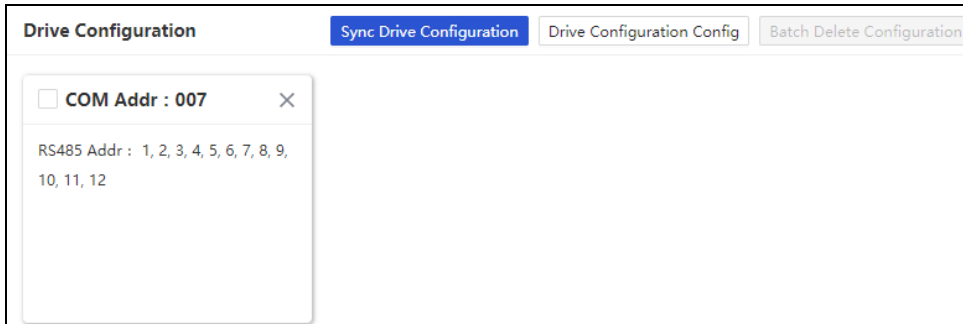 Drive Configuration
Sync Drive Configuration
Drive Configuration Config
Batch Delete Configuration
COM Addr : 007
RS485 Addr : 1, 2, 3, 4, 5, 6, 7, 8, 9,
10, 11, 12